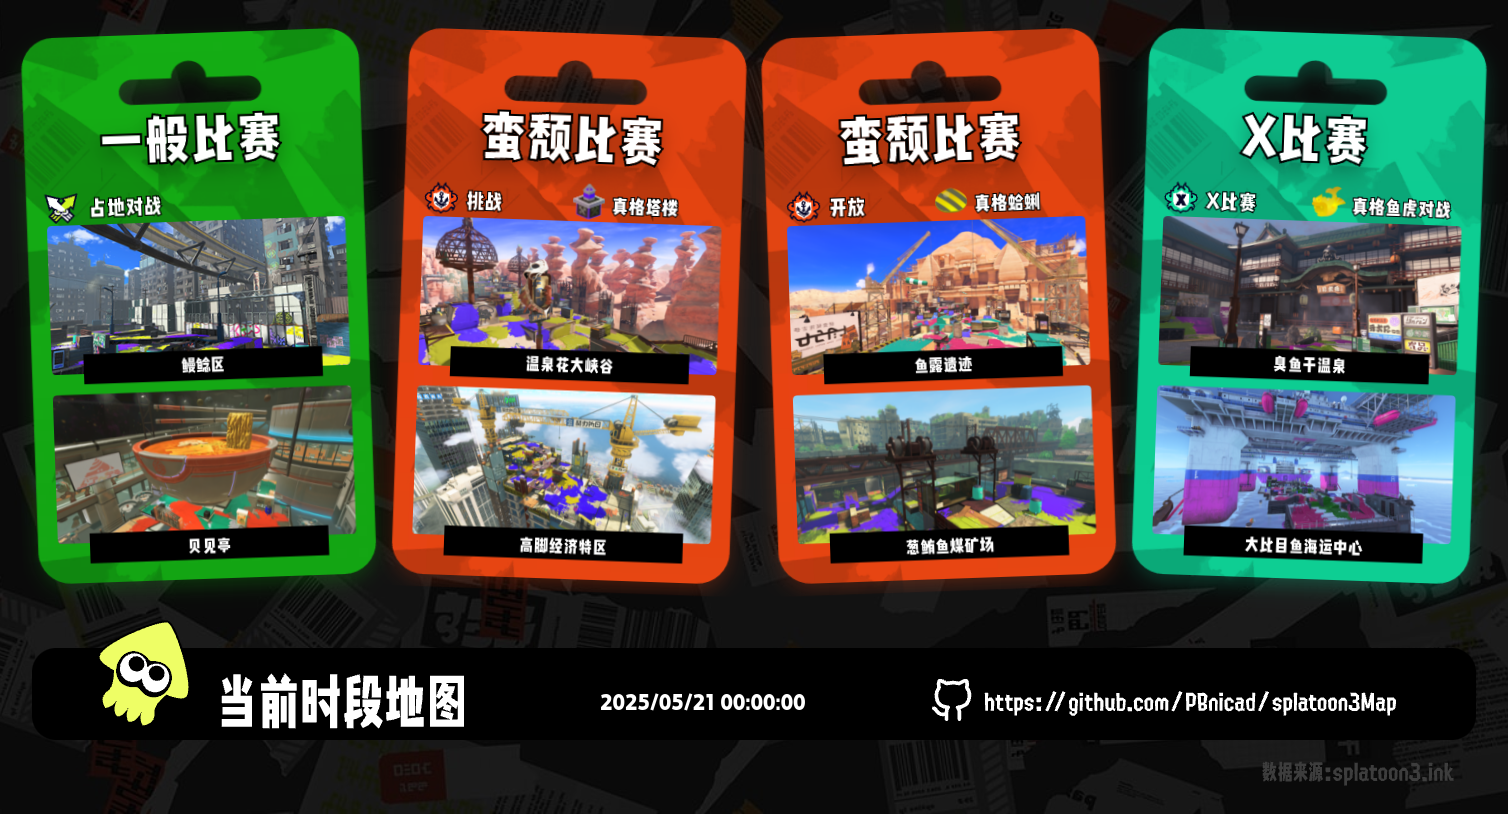 一般比赛
占地对战
鳗鲶区
贝见亭
蛮颓比赛
挑战
真格塔楼
温泉花大峡谷
高脚经济特区
蛮颓比赛
开放
真格蛤蜊
鱼露遗迹
葱鲔鱼煤矿场
X比赛
X比赛
真格鱼虎对战
臭鱼干温泉
大比目鱼海运中心
当前时段地图
2025/05/21 00:00:00
https://github.com/PBnicad/splatoon3Map
数据来源:splatoon3.ink